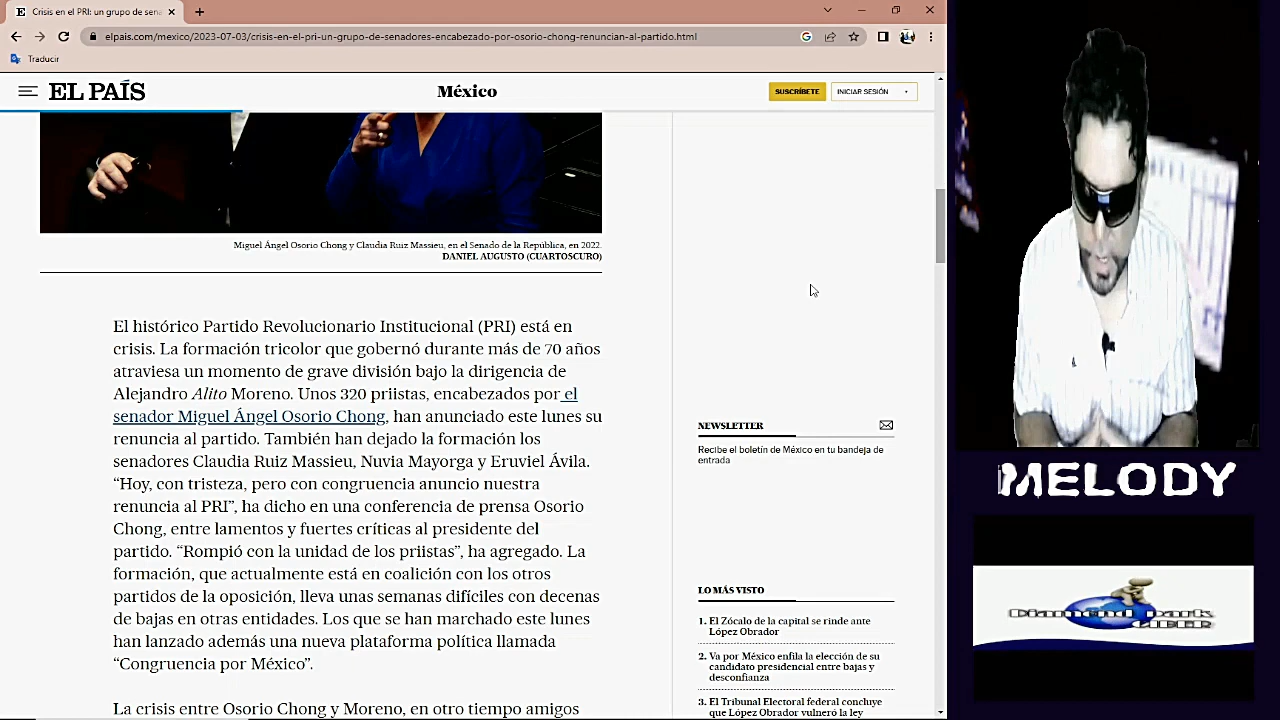 Crisis en el PRI: un grupo de sena
elpais.com/mexico/2023-07-03/crisis-en-el-pri-un-grupo-de-senadores-encabezado-por-osorio-chong-renuncian-al-partido.html
Traducir
EL PAÍS
México
SUSCRÍBETE
INICIAR SESIÓN
Miguel Ángel Osorio Chong y Claudia Ruiz Massieu, en el Senado de la República, en 2022.
DANIEL AUGUSTO (CUARTOSCURO)
El histórico Partido Revolucionario Institucional (PRI) está en
crisis. La formación tricolor que gobernó durante más de 70 años
atraviesa un momento de grave división bajo la dirigencia de
Alejandro Alito Moreno. Unos 320 priistas, encabezados por el
senador Miguel Ángel Osorio Chong, han anunciado este lunes su
renuncia al partido. También han dejado la formación los
senadores Claudia Ruiz Massieu, Nuvia Mayorga y Eruviel Ávila.
“Hoy, con tristeza, pero con congruencia anuncio nuestra
renuncia al PRI”, ha dicho en una conferencia de prensa Osorio
Chong, entre lamentos y fuertes críticas al presidente del
partido. “Rompió con la unidad de los priistas”, ha agregado. La
formación, que actualmente está en coalición con los otros
partidos de la oposición, lleva unas semanas difíciles con decenas
de bajas en otras entidades. Los que se han marchado este lunes
han lanzado además una nueva plataforma política llamada
“Congruencia por México”.
La crisis entre Osorio Chong y Moreno, en otro tiempo amigos
NEWSLETTER
Recibe el boletín de México en tu bandeja de
entrada
LO MÁS VISTO
1. El Zócalo de la capital se rinde ante
López Obrador
2. Va por México enfila la elección de su
candidato presidencial entre bajas y
desconfianza
3. El Tribunal Electoral federal concluye
que López Obrador vulneró la ley
MELODY
Diamond park